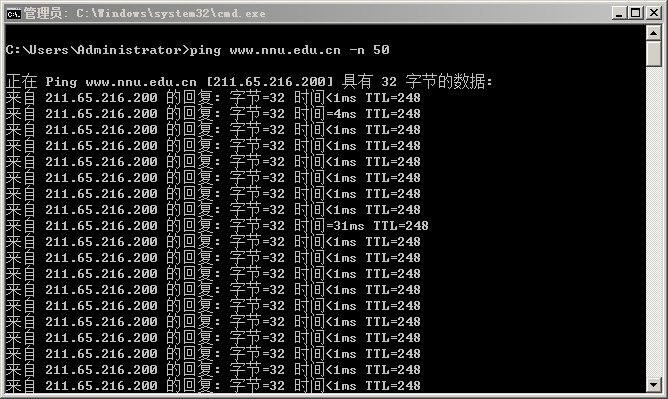 管理员: C:\Windows\system32\cmd.exe
C:\Users\Administrator>ping www.nnu.edu.cn -n 50
正在 Ping www.nnu.edu.cn [211.65.216.200] 具有 32 字节的数据:
来自 211.65.216.200 的回复: 字节=32 时间<1ms TTL=248
来自 211.65.216.200 的回复: 字节=32 时间=4ms TTL=248
来自 211.65.216.200 的回复: 字节=32 时间<1ms TTL=248
来自 211.65.216.200 的回复: 字节=32 时间<1ms TTL=248
来自 211.65.216.200 的回复: 字节=32 时间<1ms TTL=248
来自 211.65.216.200 的回复: 字节=32 时间<1ms TTL=248
来自 211.65.216.200 的回复: 字节=32 时间<1ms TTL=248
来自 211.65.216.200 的回复: 字节=32 时间<1ms TTL=248
来自 211.65.216.200 的回复: 字节=32 时间=31ms TTL=248
来自 211.65.216.200 的回复: 字节=32 时间<1ms TTL=248
来自 211.65.216.200 的回复: 字节=32 时间<1ms TTL=248
来自 211.65.216.200 的回复: 字节=32 时间<1ms TTL=248
来自 211.65.216.200 的回复: 字节=32 时间<1ms TTL=248
来自 211.65.216.200 的回复: 字节=32 时间<1ms TTL=248
来自 211.65.216.200 的回复: 字节=32 时间<1ms TTL=248
来自 211.65.216.200 的回复: 字节=32 时间<1ms TTL=248
来自 211.65.216.200 的回复: 字节=32 时间<1ms TTL=248
来自 211.65.216.200 的回复: 字节=32 时间<1ms TTL=248
来自 211.65.216.200 的回复: 字节=32 时间<1ms TTL=248